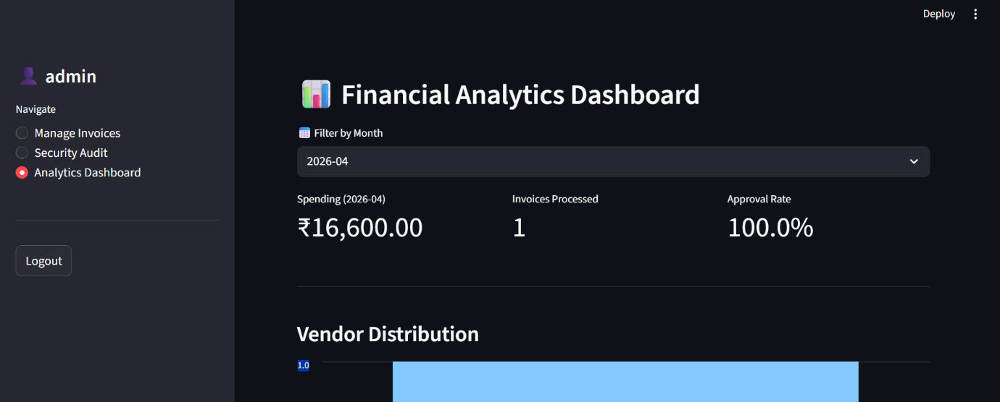 Deploy
admin
Navigate
Manage Invoices
Security Audit
Analytics Dashboard
Logout
Financial Analytics Dashboard
Filter by Month
2026-04
Spending (2026-04)
Invoices Processed
Approval Rate
₹16,600.00
1
100.0%
Vendor Distribution
1.0